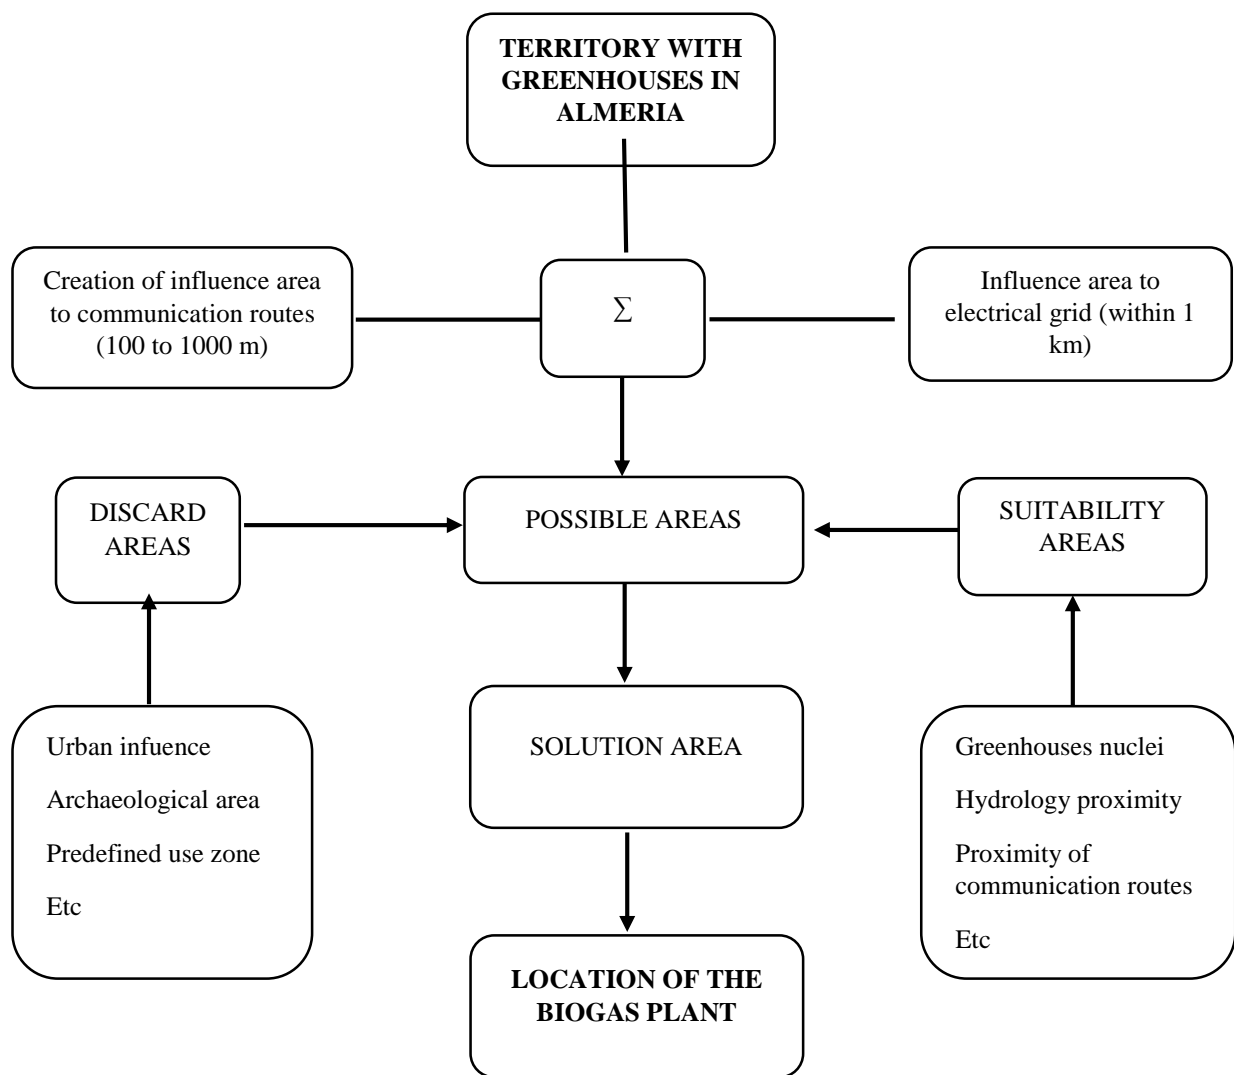 TERRITORY WITH
GREENHOUSES IN
ALMERIA
Creation of influence area
to communication routes
(100 to 1000 m)
∑
Influence area to
electrical grid (within 1
km)
DISCARD
AREAS
POSSIBLE AREAS
SUITABILITY
AREAS
Urban infuence
Archaeological area
Predefined use zone
Etc
SOLUTION AREA
Greenhouses nuclei
Hydrology proximity
Proximity of
communication routes
Etc
LOCATION OF THE
BIOGAS PLANT